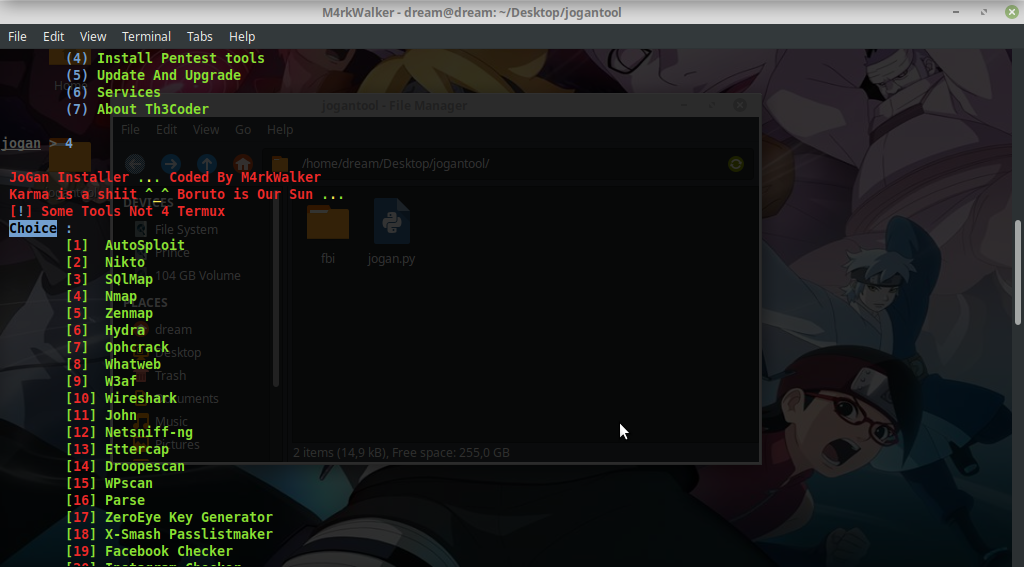 M4rkWalker - dream@dream: ~/Desktop/jogantool
File Edit View Terminal Tabs Help
(4) Install Pentest tools
(5) Update And Upgrade
(6) Services
(7) About Th3Coder
jogan > 4
JoGan Installer ... Coded By M4rkWalker
Karma is a shiit ^_^ Boruto is Our Sun ...
[!] Some Tools Not 4 Termux
Choice :
[1] AutoSploit
[2] Nikto
[3] SQlMap
[4] Nmap
[5] Zenmap
[6] Hydra
[7] Ophcrack
[8] Whatweb
[9] W3af
[10] Wireshark
[11] John
[12] Netsniff-ng
[13] Ettercap
[14] Droopescan
[15] WPscan
[16] Parse
[17] ZeroEye Key Generator
[18] X-Smash Passlistmaker
[19] Facebook Checker
jogantool - File Manager
File Edit View Go Help
/home/dream/Desktop/jogantool/
DEVICES
File System
Prince
104 GB Volume
PLACES
dream
Desktop
Trash
Music
Pictures
fbi
jogan.py
2 items (14,9 kB), Free space: 255,0 GB